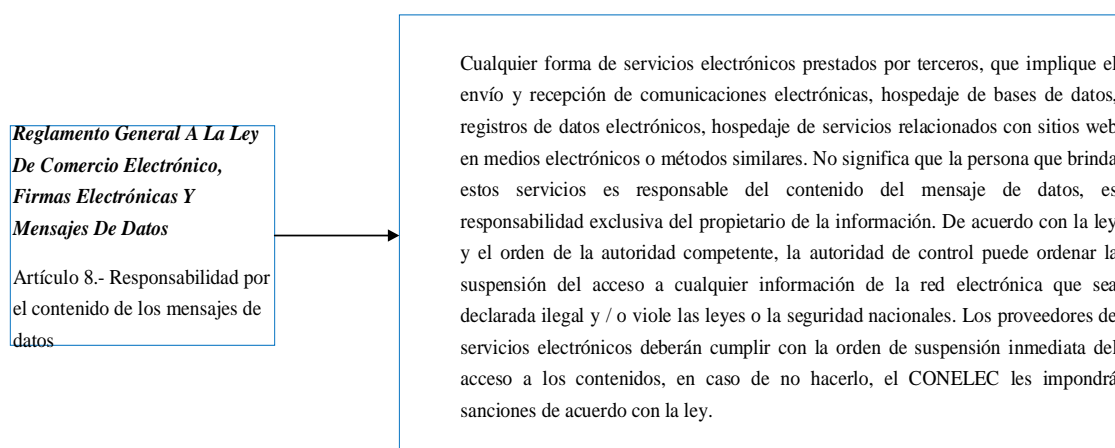 Reglamento General A La Ley
De Comercio Electrónico,
Firmas Electrónicas Y
Mensajes De Datos
Artículo 8.- Responsabilidad por
el contenido de los mensajes de
datos
Cualquier forma de servicios electrónicos prestados por terceros, que implique el
envío y recepción de comunicaciones electrónicas, hospedaje de bases de datos,
registros de datos electrónicos, hospedaje de servicios relacionados con sitios web
en medios electrónicos o métodos similares. No significa que la persona que brinda
estos servicios es responsable del contenido del mensaje de datos, es
responsabilidad exclusiva del propietario de la información. De acuerdo con la ley
y el orden de la autoridad competente, la autoridad de control puede ordenar la
suspensión del acceso a cualquier información de la red electrónica que sea
declarada ilegal y / o viole las leyes o la seguridad nacionales. Los proveedores de
servicios electrónicos deberán cumplir con la orden de suspensión inmediata del
acceso a los contenidos, en caso de no hacerlo, el CONELEC les impondrá
sanciones de acuerdo con la ley.